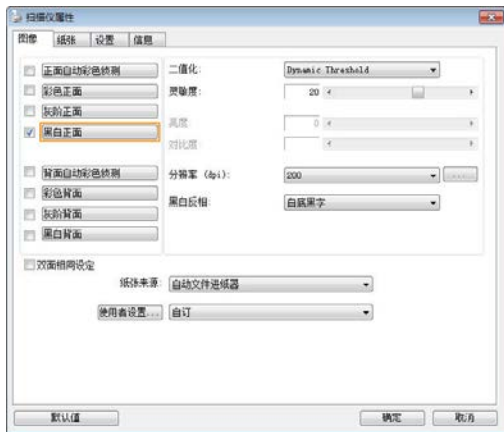 扫描仪属性
图像 纸张 设置 信息
正面自动彩色侦测
彩色正面
灰阶正面
黑白正面
背面自动彩色侦测
彩色背面
灰阶背面
黑白背面
二值化: Dynamic Threshold
灵敏度: 20
亮度: 0
对比度:
分辨率 (dpi): 200
黑白反相: 白底黑字
双面相同设定
纸张来源: 自动文件进纸器
使用者设置... 自订
默认值 确定 取消